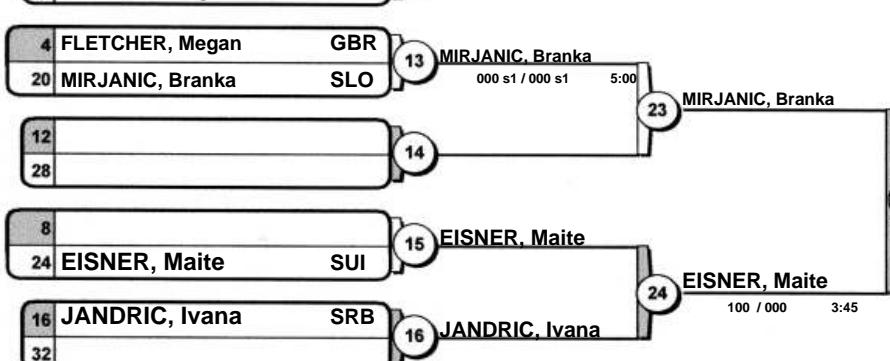 4 FLETCHER, Megan GBR
20 MIRJANIC, Branka SLO
13
MIRJANIC, Branka
000 s1 / 000 s1 5:00
12
28
14
23
MIRJANIC, Branka
8
24 EISNER, Maite SUI
15
EISNER, Maite
16 JANDRIC, Ivana SRB
32
16
JANDRIC, Ivana
24
EISNER, Maite
100 / 000 3:45